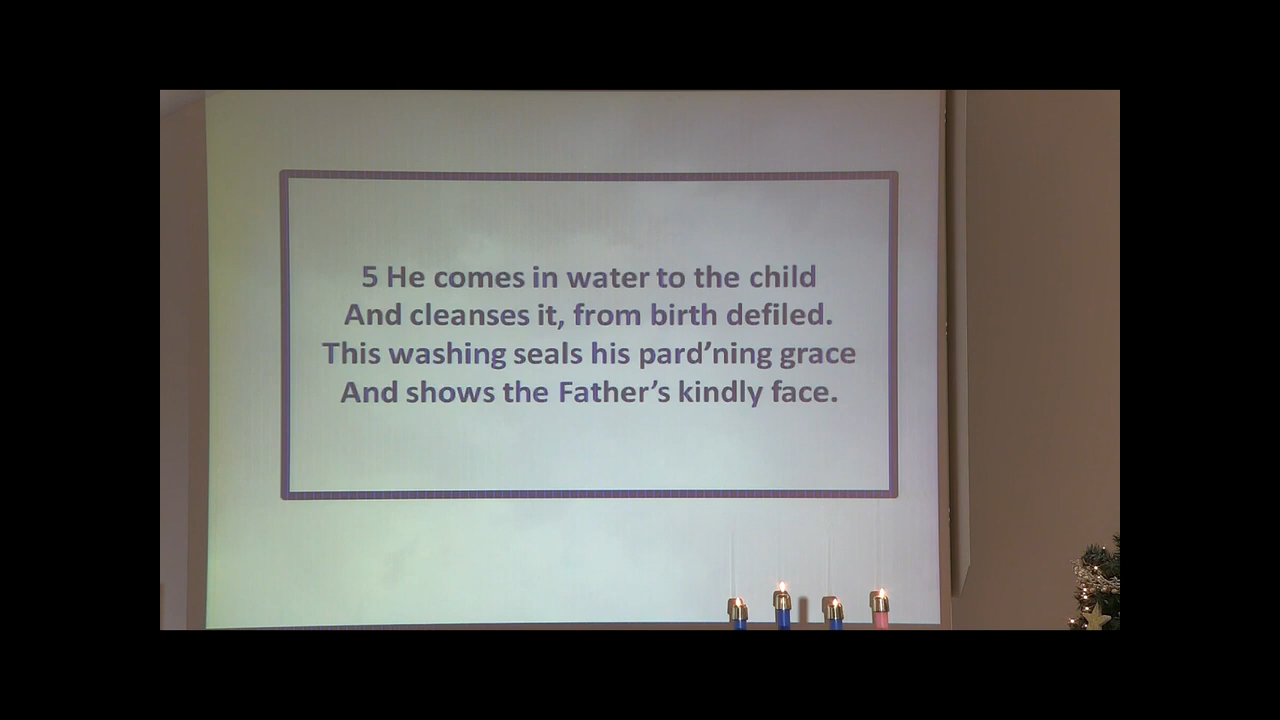 5 He comes in water to the child
And cleanses it, from birth defiled.
This washing seals his pard’ning grace
And shows the Father’s kindly face.